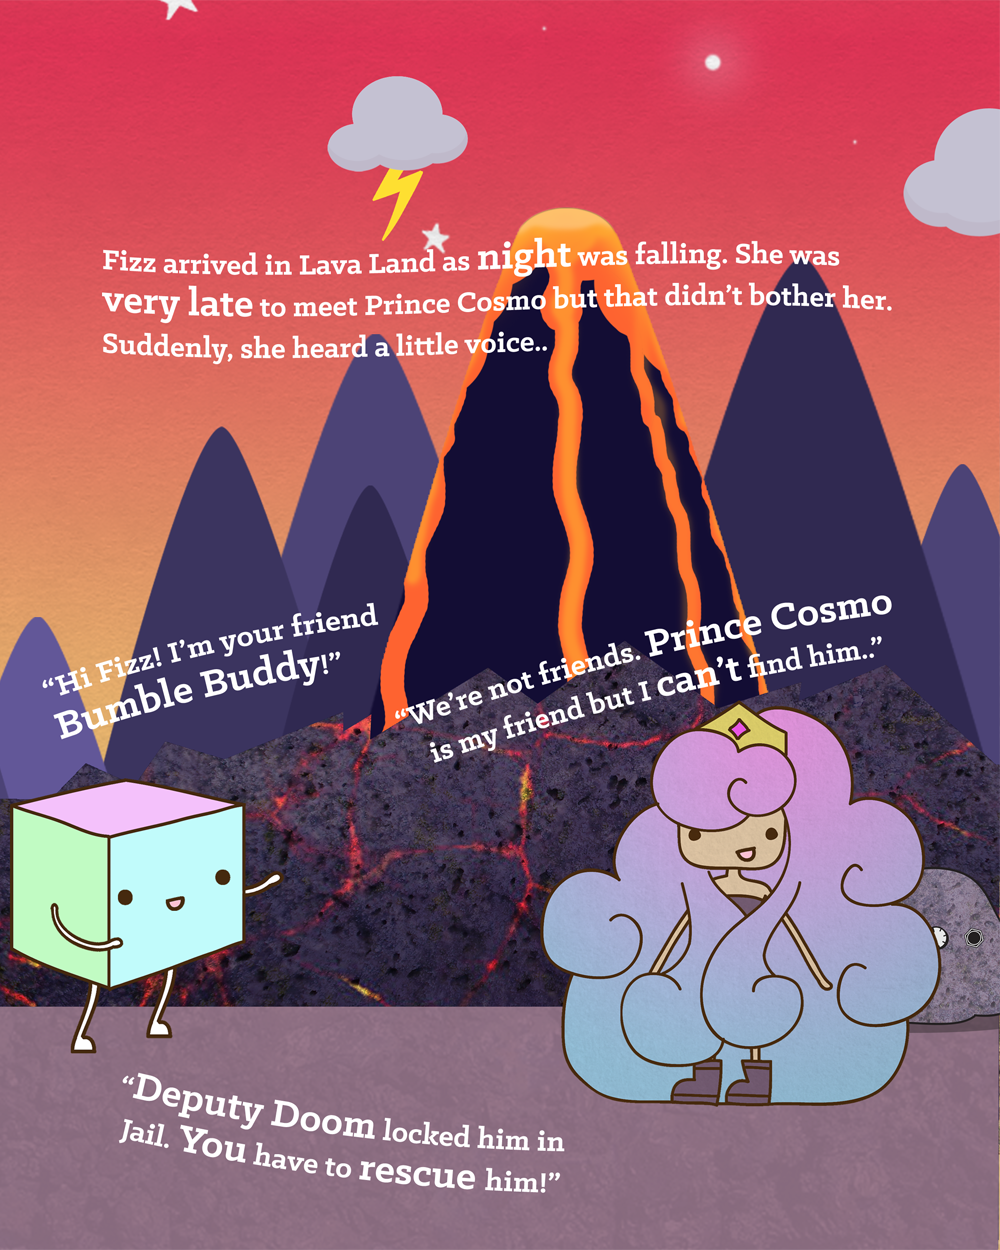 Fizz arrived in Lava Land as night was falling. She was
very late to meet Prince Cosmo but that didn’t bother her.
Suddenly, she heard a little voice..
“Hi Fizz! I’m your friend
Bumble Buddy!”
“We’re not friends. Prince Cosmo
is my friend but I can’t find him..”
“Deputy Doom locked him in
Jail. You have to rescue him!”